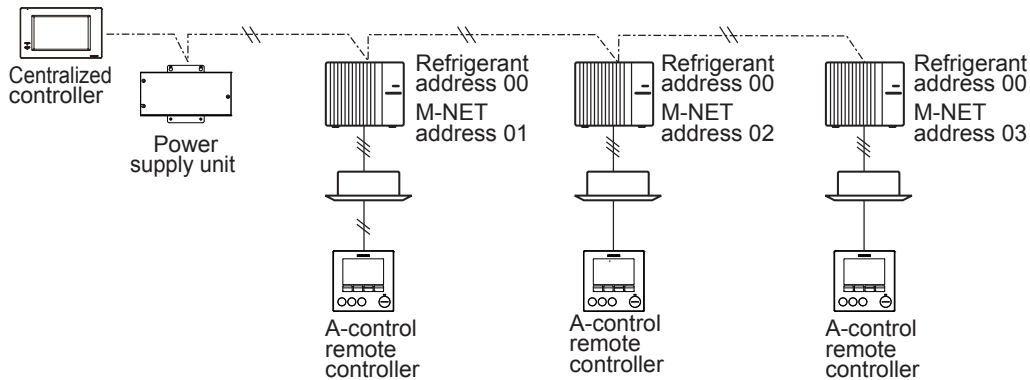 Centralized
controller
Power
supply unit
Refrigerant
address 00
M-NET
address 01
Refrigerant
address 00
M-NET
address 02
Refrigerant
address 00
M-NET
address 03
A-control
remote
controller
A-control
remote
controller
A-control
remote
controller